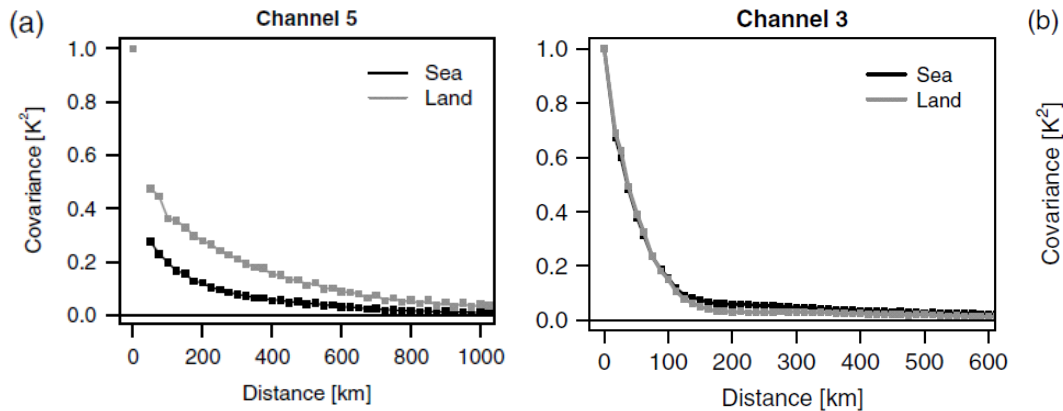 (a)
Channel 5
Covariance [K²]
1.0
0.8
0.6
0.4
0.2
0.0
Sea
Land
0 200 400 600 800 1000
Distance [km]
Channel 3
Covariance [K²]
1.0
0.8
0.6
0.4
0.2
0.0
Sea
Land
0 100 200 300 400 500 600
Distance [km]
(b)
Covariance [K²]